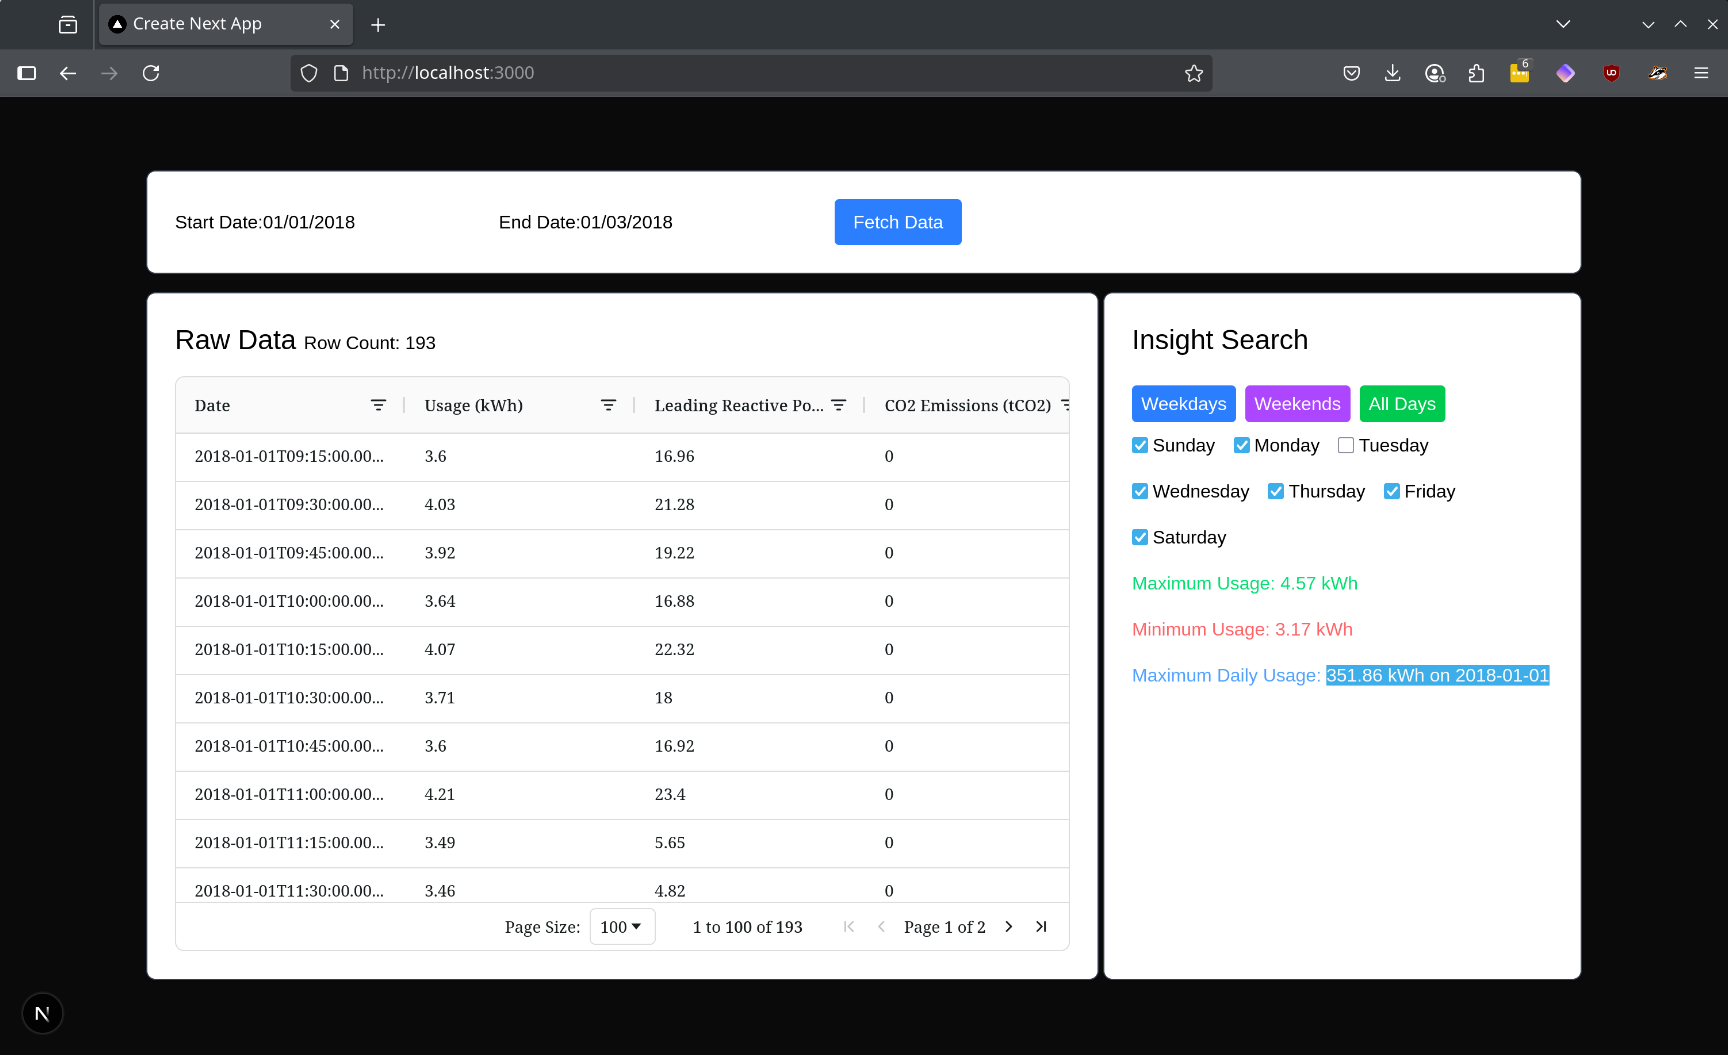 Create Next App
http://localhost:3000
6
Start Date:01/01/2018
End Date:01/03/2018
Fetch Data
Raw Data Row Count: 193
Date Usage (kWh) Leading Reactive Po... CO2 Emissions (tCO2)
2018-01-01T09:15:00.00... 3.6 16.96 0
2018-01-01T09:30:00.00... 4.03 21.28 0
2018-01-01T09:45:00.00... 3.92 19.22 0
2018-01-01T10:00:00.00... 3.64 16.88 0
2018-01-01T10:15:00.00... 4.07 22.32 0
2018-01-01T10:30:00.00... 3.71 18 0
2018-01-01T10:45:00.00... 3.6 16.92 0
2018-01-01T11:00:00.00... 4.21 23.4 0
2018-01-01T11:15:00.00... 3.49 5.65 0
2018-01-01T11:30:00.00... 3.46 4.82 0
Page Size: 100 1 to 100 of 193 Page 1 of 2
Insight Search
Weekdays Weekends All Days
Sunday Monday Tuesday
Wednesday Thursday Friday
Saturday
Maximum Usage: 4.57 kWh
Minimum Usage: 3.17 kWh
Maximum Daily Usage: 351.86 kWh on 2018-01-01
N